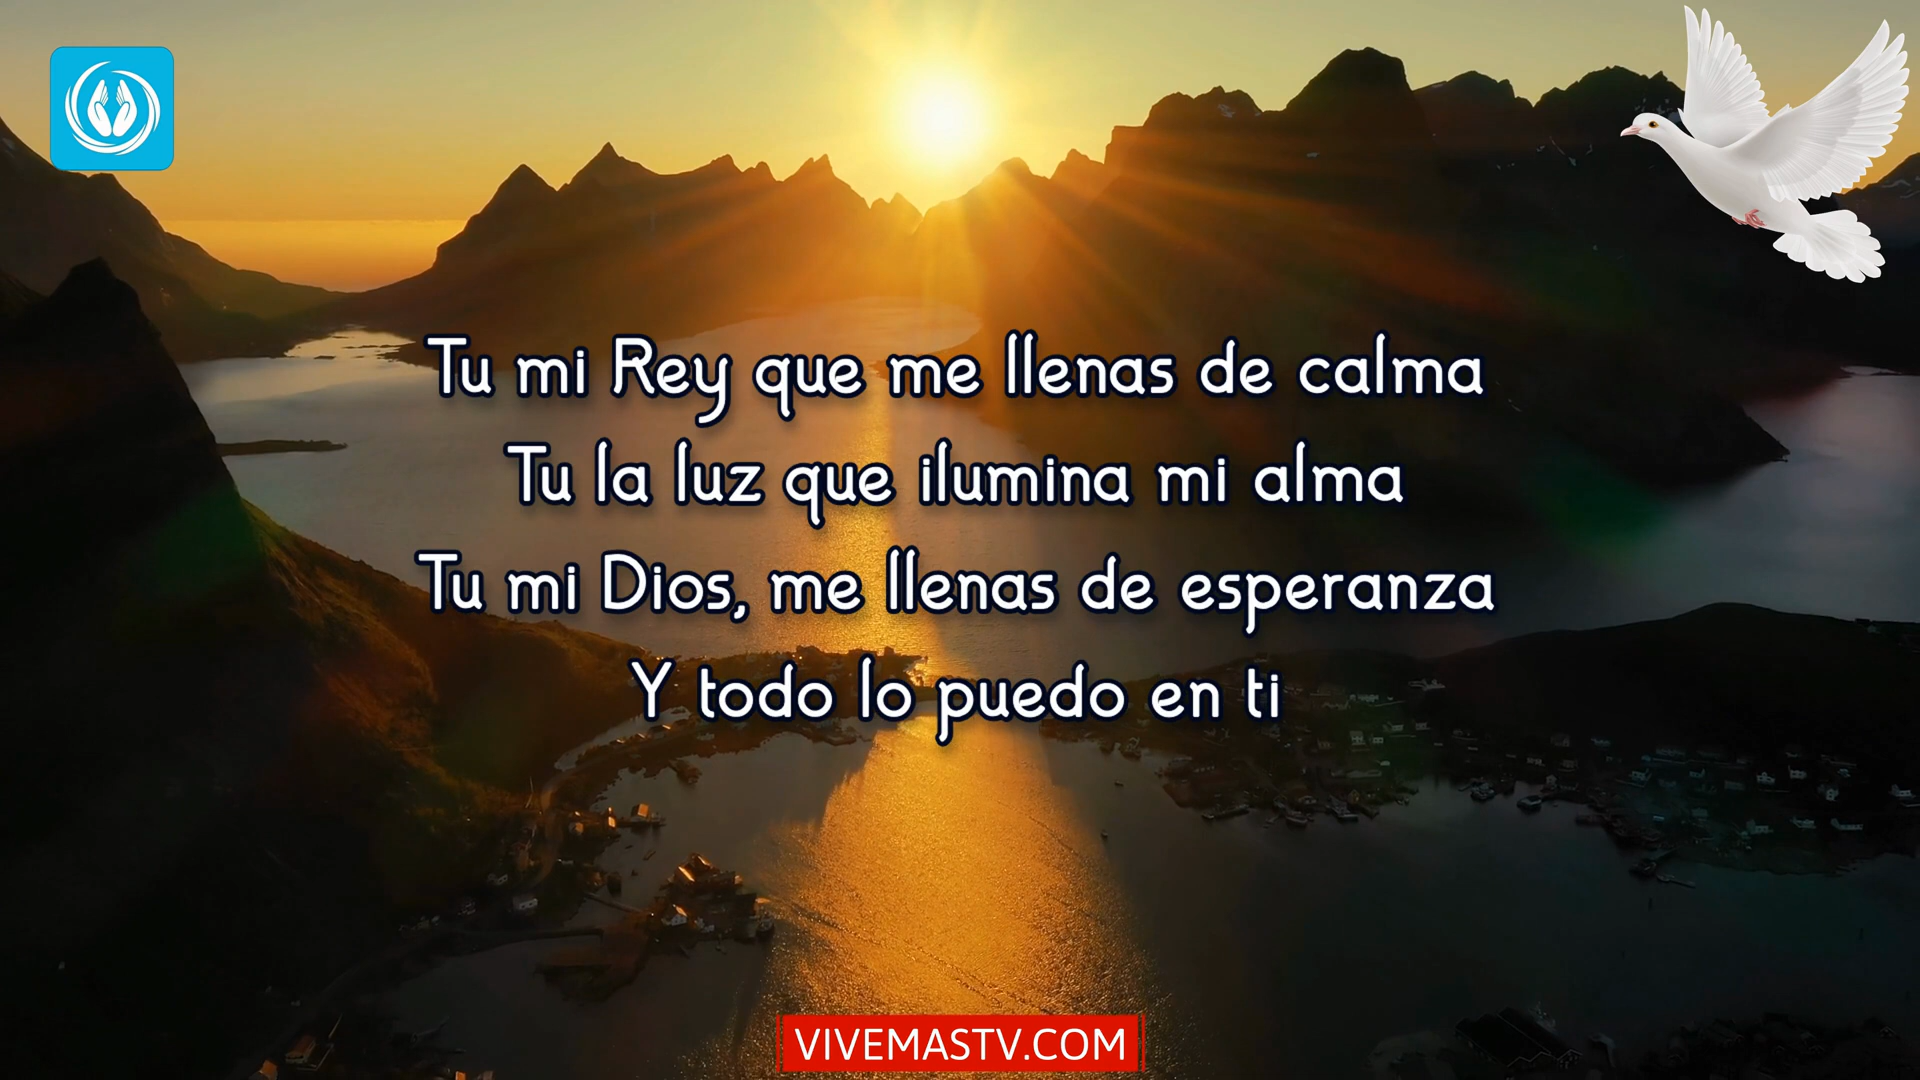 Tu mi Rey que me llenas de calma
Tu la luz que ilumina mi alma
Tu mi Dios, me llenas de esperanza
Y todo lo puedo en ti
VIVEMASTV.COM